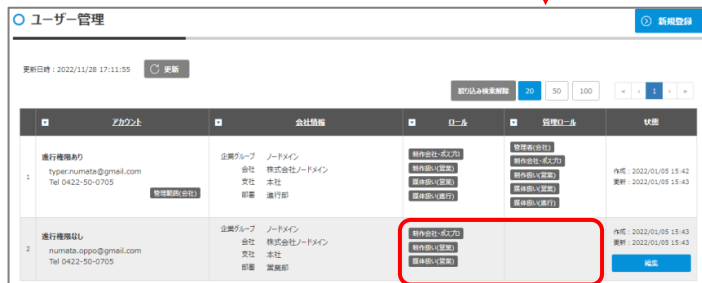 ユーザー管理
新規登録
更新日時：2022/11/28 17:11:55
更新
絞り込み検索解除
20
50
100
«
‹
1
›
»
アカウント
会社情報
ロール
管理ロール
状態
1
進行権限あり
typer.numata@gmail.com
Tel 0422-50-0705
管理範囲(会社)
企業グループ ノードメイン
会社 株式会社ノードメイン
支社 本社
部署 進行部
制作会社・ポスプロ
制作扱い(営業)
媒体扱い(営業)
媒体扱い(進行)
管理者(会社)
制作会社・ポスプロ
制作扱い(営業)
媒体扱い(営業)
媒体扱い(進行)
作成：2022/01/05 15:42
更新：2022/01/05 15:43
2
進行権限なし
numata.oppo@gmail.com
Tel 0422-50-0705
企業グループ ノードメイン
会社 株式会社ノードメイン
支社 本社
部署 営業部
制作会社・ポスプロ
制作扱い(営業)
媒体扱い(営業)
作成：2022/01/05 15:43
更新：2022/01/05 15:43
編集